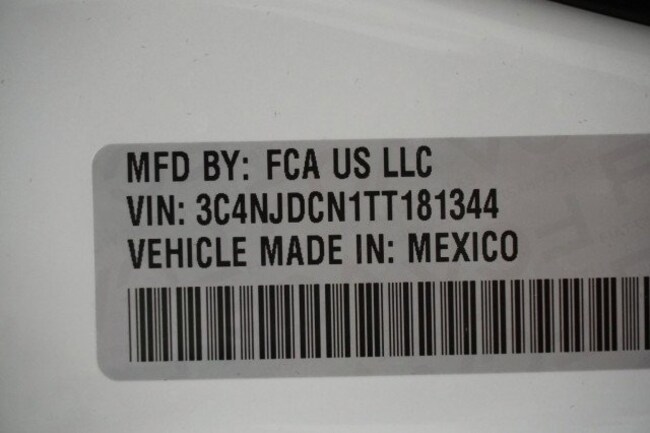 MFD BY: FCA US LLC
VIN: 3C4NJDCN1TT181344
VEHICLE MADE IN: MEXICO